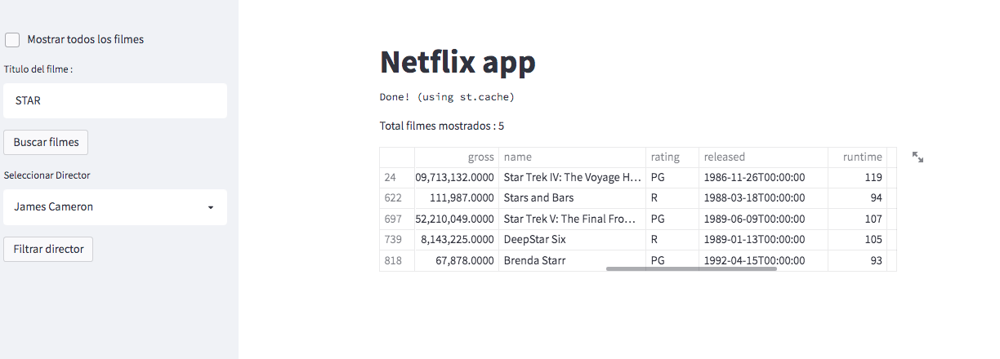 Mostrar todos los filmes
Titulo del filme :
STAR
Buscar filmes
Seleccionar Director
James Cameron
Filtrar director
Netflix app
Done! (using st.cache)
Total filmes mostrados : 5
gross name rating released runtime
24 09,713,132.0000 Star Trek IV: The Voyage H... PG 1986-11-26T00:00:00 119
622 111,987.0000 Stars and Bars R 1988-03-18T00:00:00 94
697 52,210,049.0000 Star Trek V: The Final Fro... PG 1989-06-09T00:00:00 107
739 8,143,225.0000 DeepStar Six R 1989-01-13T00:00:00 105
818 67,878.0000 Brenda Starr PG 1992-04-15T00:00:00 93